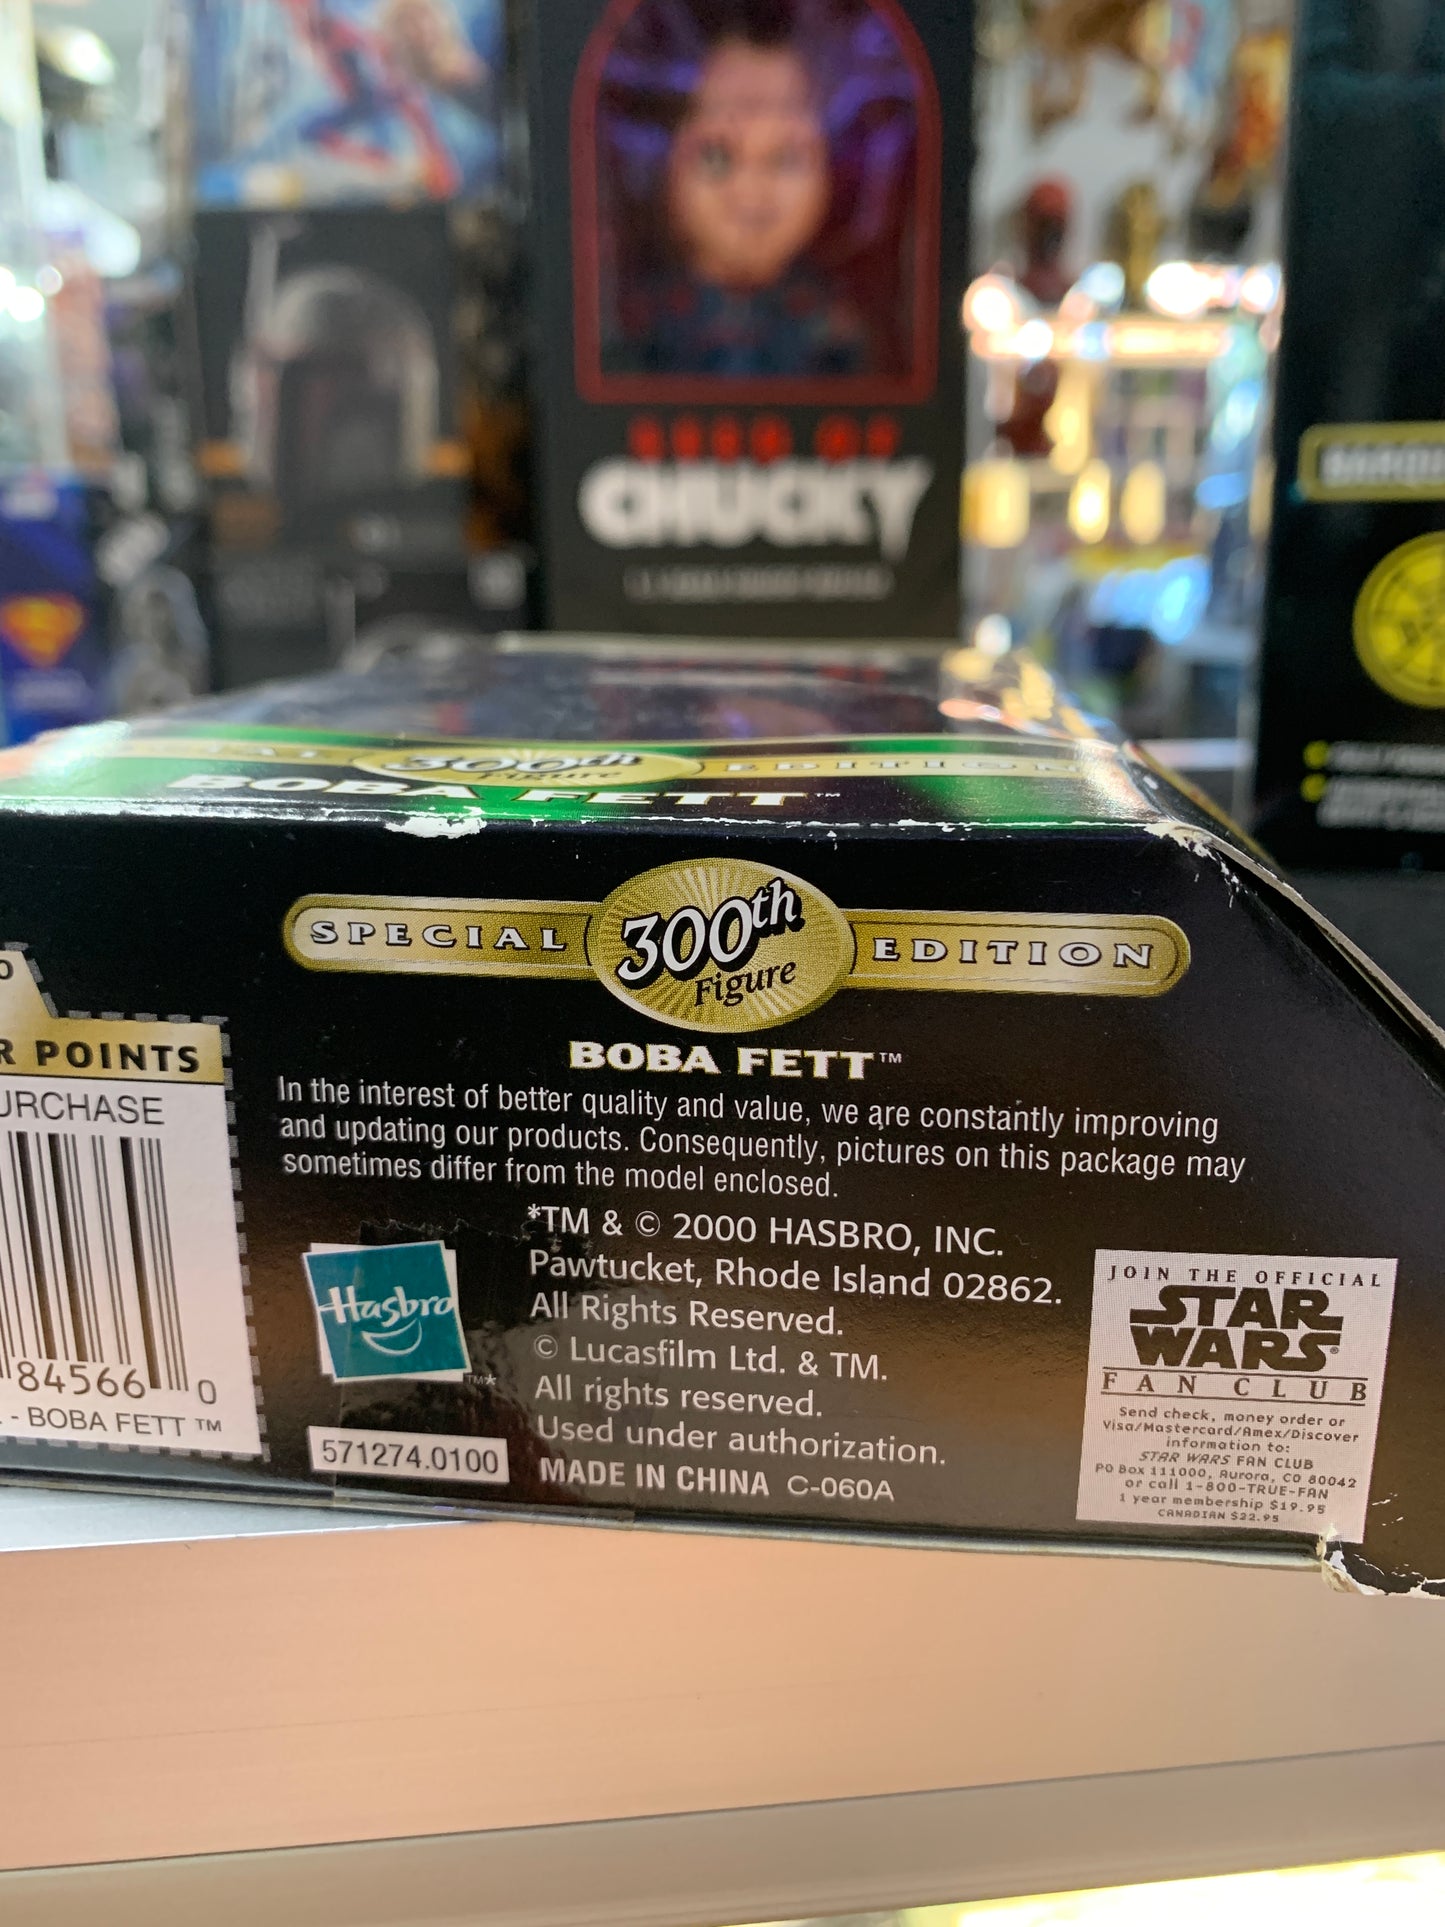 CHUCKY
300th
Figure
EDITION
BOBA FETT™
SPECIAL 300th Figure EDITION
BOBA FETT™
In the interest of better quality and value, we are constantly improving
and updating our products. Consequently, pictures on this package may
sometimes differ from the model enclosed.
*TM & © 2000 HASBRO, INC.
Pawtucket, Rhode Island 02862.
All Rights Reserved.
© Lucasfilm Ltd. & TM.
All rights reserved.
Used under authorization.
MADE IN CHINA C-060A
Hasbro
TM*
571274.0100
POINTS
84566 0
- BOBA FETT™
JOIN THE OFFICIAL
STAR
WARS®
FAN CLUB
Send check, money order or
Visa/Mastercard/Amex/Discover
information to:
STAR WARS FAN CLUB
PO Box 111000, Aurora, CO 80042
or call 1-800-TRUE-FAN
1 year membership $19.95
CANADIAN $22.95